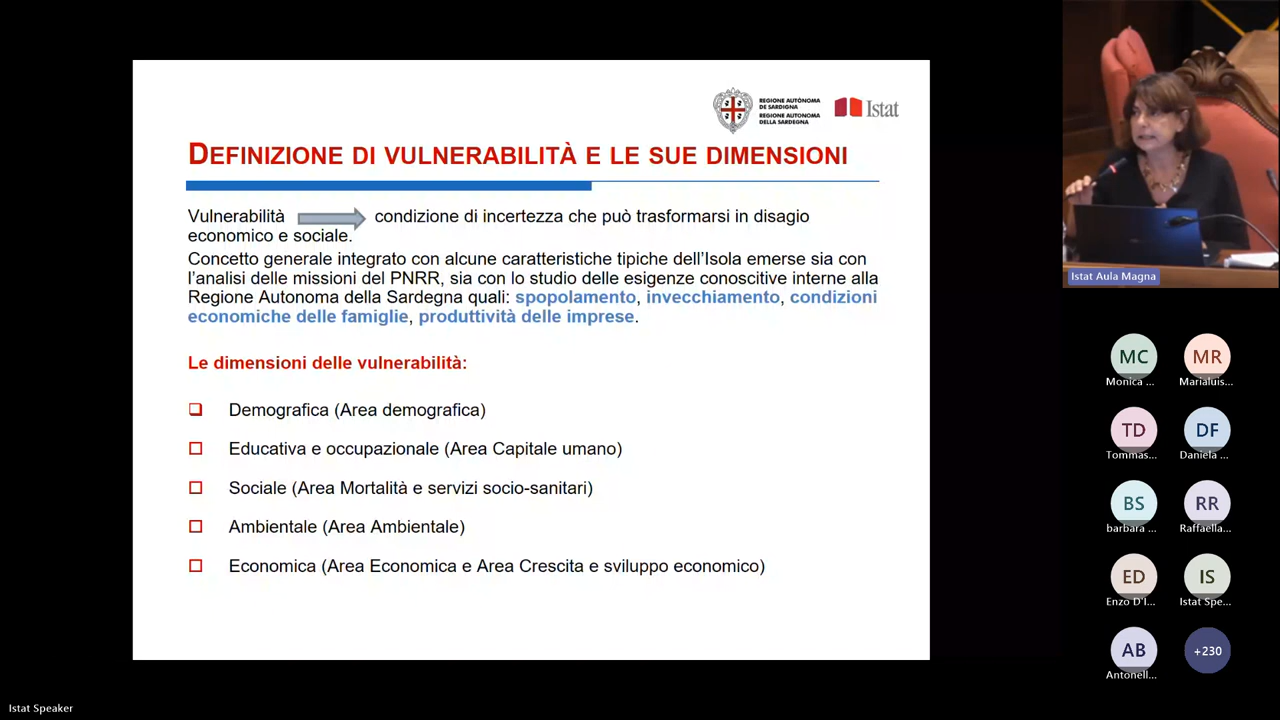 REGIONE AUTÒNOMA
DE SARDIGNA
REGIONE AUTONOMA
DELLA SARDEGNA
Istat
DEFINIZIONE DI VULNERABILITÀ E LE SUE DIMENSIONI
Vulnerabilità condizione di incertezza che può trasformarsi in disagio
economico e sociale.
Concetto generale integrato con alcune caratteristiche tipiche dell'Isola emerse sia con
l'analisi delle missioni del PNRR, sia con lo studio delle esigenze conoscitive interne alla
Regione Autonoma della Sardegna quali: spopolamento, invecchiamento, condizioni
economiche delle famiglie, produttività delle imprese.
Le dimensioni delle vulnerabilità:
Demografica (Area demografica)
Educativa e occupazionale (Area Capitale umano)
Sociale (Area Mortalità e servizi socio-sanitari)
Ambientale (Area Ambientale)
Economica (Area Economica e Area Crescita e sviluppo economico)
Istat Aula Magna
MC MR
Monica ... Marialuis...
TD DF
Tommas... Daniela ...
BS RR
barbara ... Raffaella...
ED IS
Enzo D'I... Istat Spe...
AB +230
Antonell...
Istat Speaker